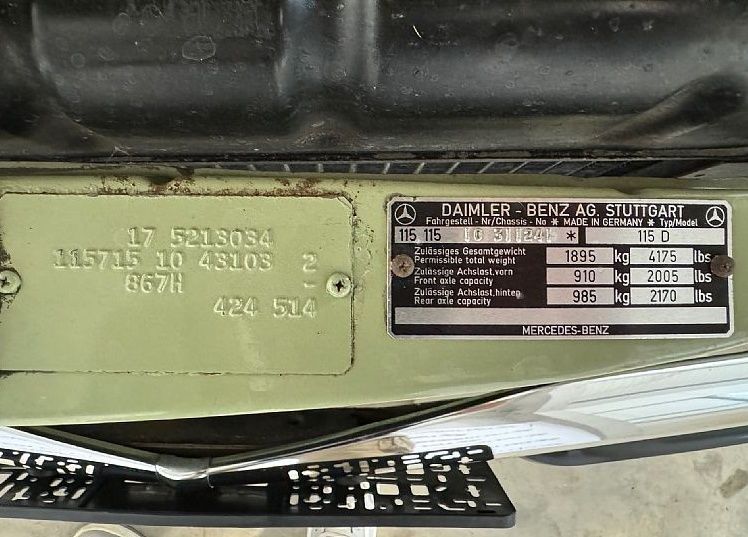 17 5213034
115715 10 43103 2
867H -
424 514
DAIMLER - BENZ AG. STUTTGART
Fahrgestell - Nr/Chassis - No ✶ MADE IN GERMANY ✶ Typ/Model
115 115 ✶ 115 D
Zulässiges Gesamtgewicht 1895 kg 4175 lbs
Permissible total weight
Zulässige Achslast,vorn 910 kg 2005 lbs
Front axle capacity
Zulässige Achslast,hinten 985 kg 2170 lbs
Rear axle capacity
MERCEDES-BENZ